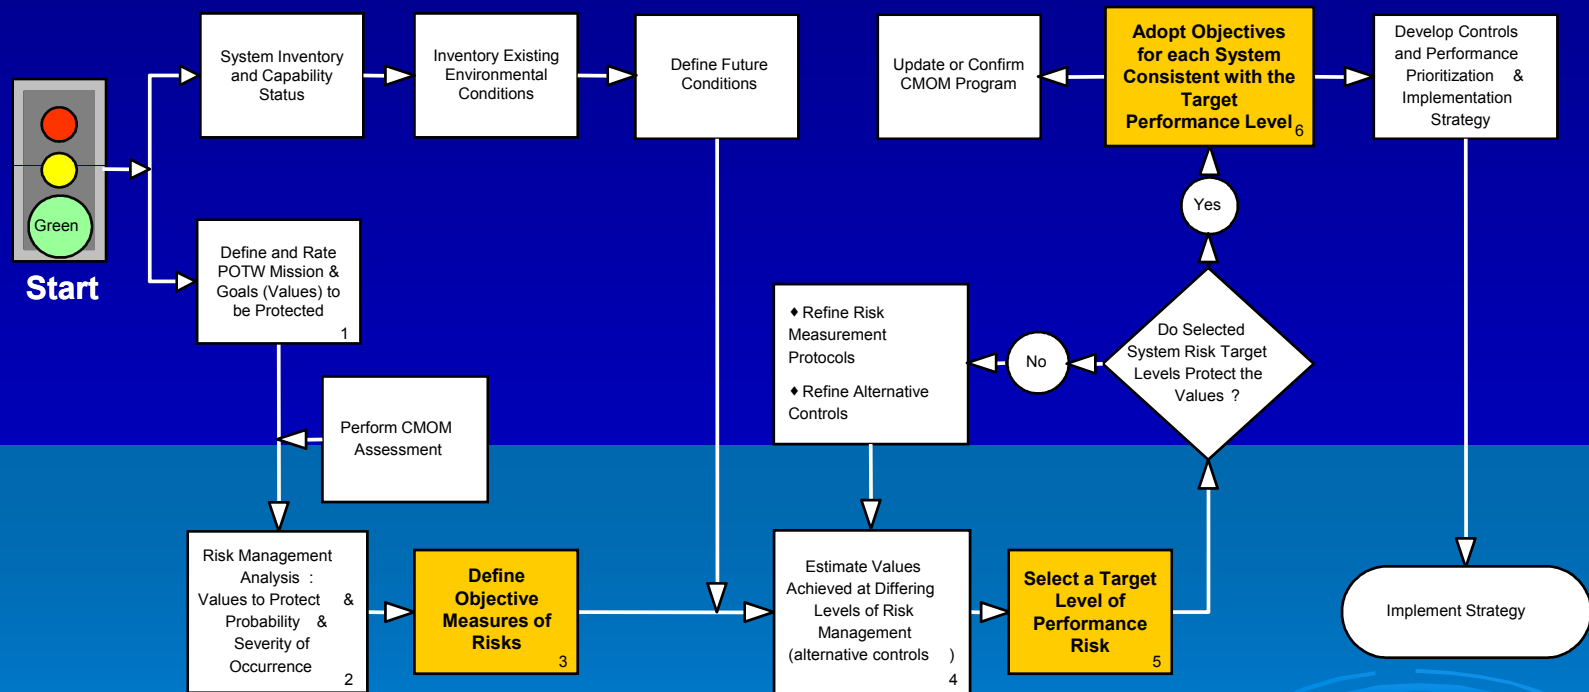 Green
Start
System Inventory
and Capability
Status
Inventory Existing
Environmental
Conditions
Define Future
Conditions
Update or Confirm
CMOM Program
Adopt Objectives
for each System
Consistent with the
Target
Performance Level
6
Develop Controls
and Performance
Prioritization &
Implementation
Strategy
Define and Rate
POTW Mission &
Goals (Values) to
be Protected
1
Perform CMOM
Assessment
♦ Refine Risk
Measurement
Protocols
♦ Refine Alternative
Controls
No
Yes
Do Selected
System Risk Target
Levels Protect the
Values ?
Risk Management
Analysis :
Values to Protect &
Probability &
Severity of
Occurrence
2
Define
Objective
Measures of
Risks
3
Estimate Values
Achieved at Differing
Levels of Risk
Management
(alternative controls )
4
Select a Target
Level of
Performance
Risk
5
Implement Strategy